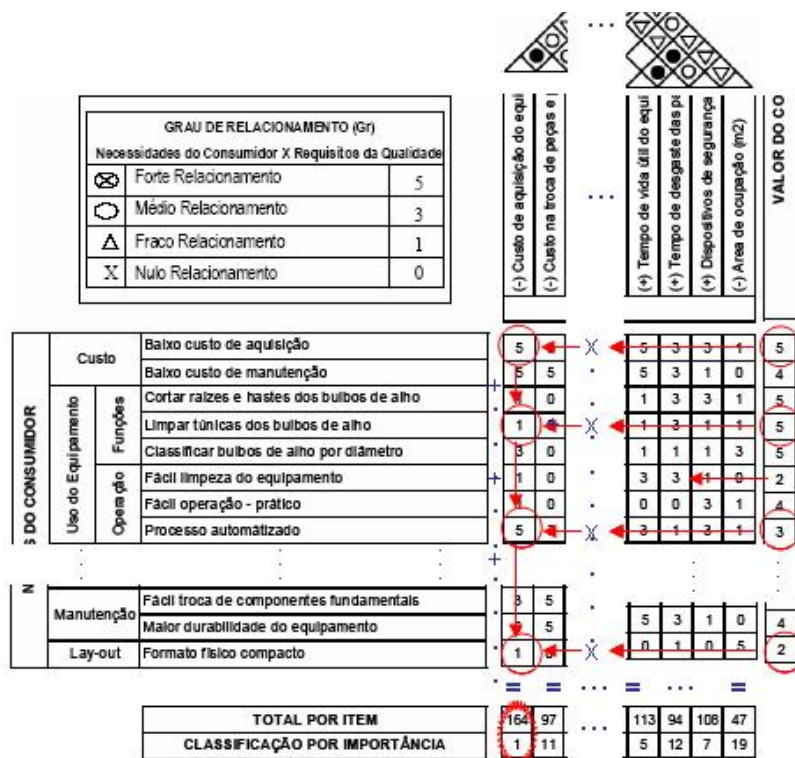 GRAU DE RELACIONAMENTO (Gr)
Necessidades do Consumidor X Requisitos da Qualidade
Forte Relacionamento 5
Médio Relacionamento 3
Fraco Relacionamento 1
X Nulo Relacionamento 0
(-) Custo de aquisição do equi
(-) Custo na troca de peças e
...
(+) Tempo de vida útil do equi
(+) Tempo de desgaste das pa
(+) Dispositivos de segurança
(-) Area de ocupação (m2)
VALOR DO CO
S DO CONSUMIDOR
N
Custo
Baixo custo de aquisição 5 X 5 3 3 1 5
Baixo custo de manutenção 5 5 5 3 1 0 4
Uso do Equipamento
Funções
Cortar raízes e hastes dos bulbos de alho 0 1 3 3 1 5
Limpar túnicas dos bulbos de alho 1 X 1 3 1 1 5
Classificar bulbos de alho por diâmetro 3 0 1 1 1 3 5
Operação
Fácil limpeza do equipamento 1 0 3 3 1 0 2
Fácil operação - prático 0 0 0 3 1 4
Processo automátizado 5 X 3 1 3 1 3
Manutenção
Fácil troca de componentes fundamentais 3 5
Maior durabilidade do equipamento 5 5 3 1 0 4
Lay-out
Formato físico compacto 1 X 0 1 0 5 2
= = ... = ... =
TOTAL POR ITEM 164 97 ... 113 94 108 47
CLASSIFICAÇÃO POR IMPORTÂNCIA 1 11 5 12 7 19